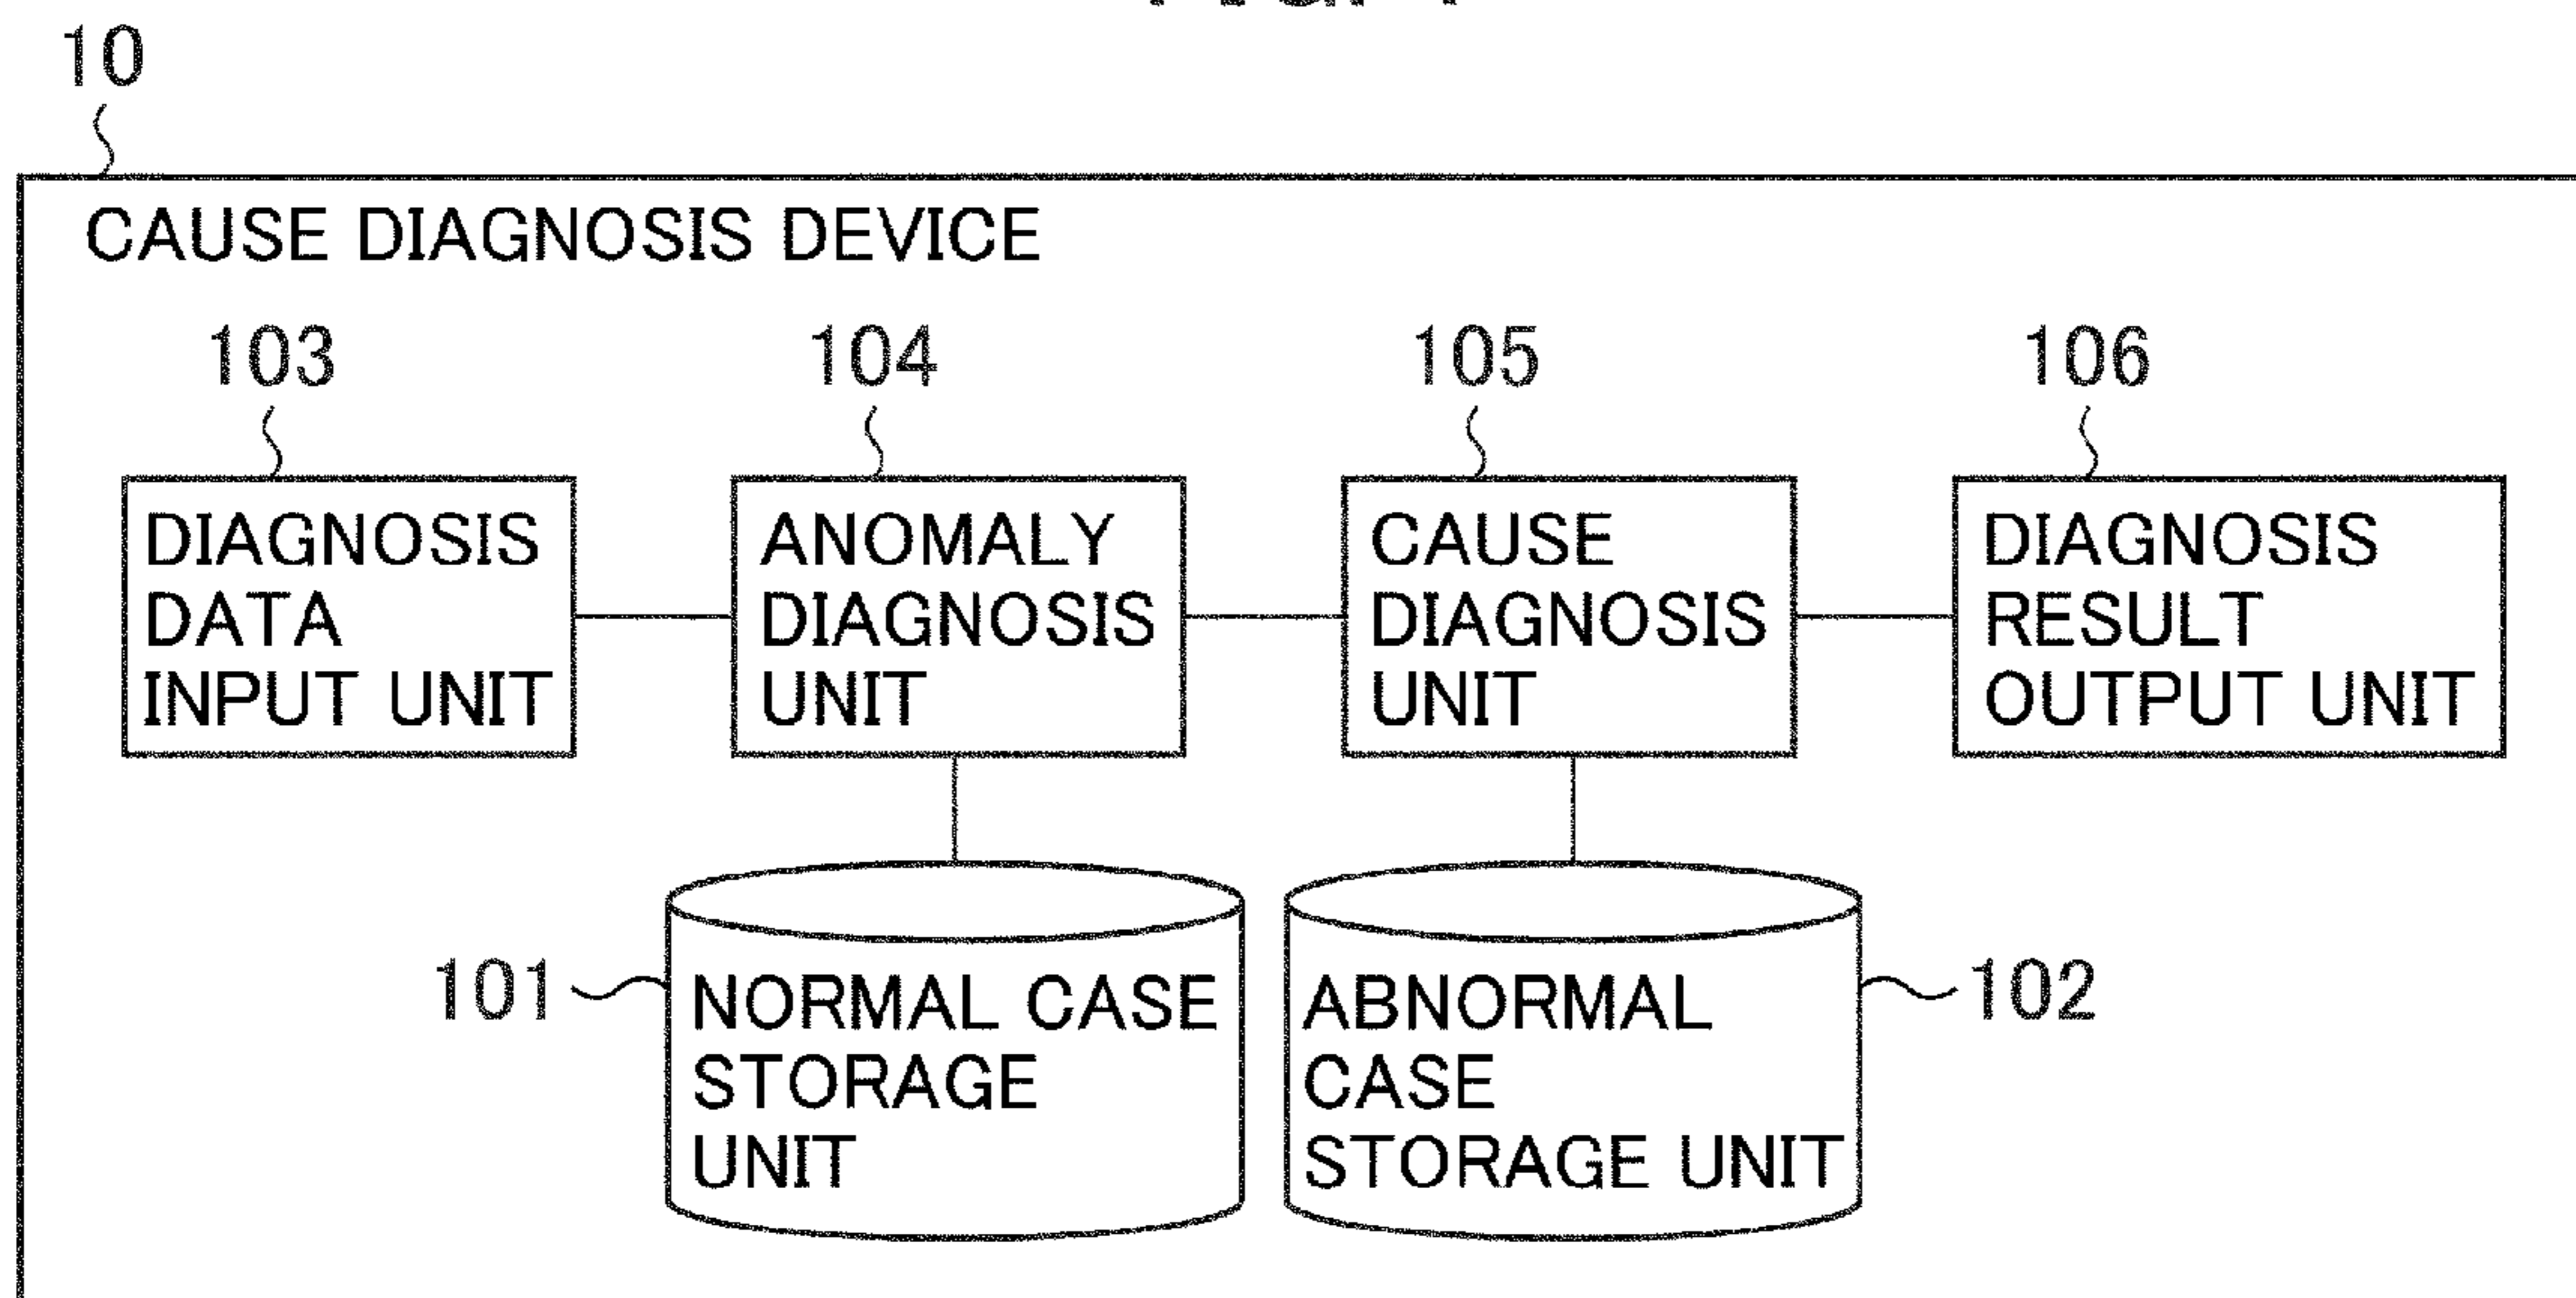 10
CAUSE DIAGNOSIS DEVICE
103
104
105
106
DIAGNOSIS
DATA
INPUT UNIT
ANOMALY
DIAGNOSIS
UNIT
CAUSE
DIAGNOSIS
UNIT
DIAGNOSIS
RESULT
OUTPUT UNIT
101
NORMAL CASE
STORAGE
UNIT
ABNORMAL
CASE
STORAGE UNIT
102